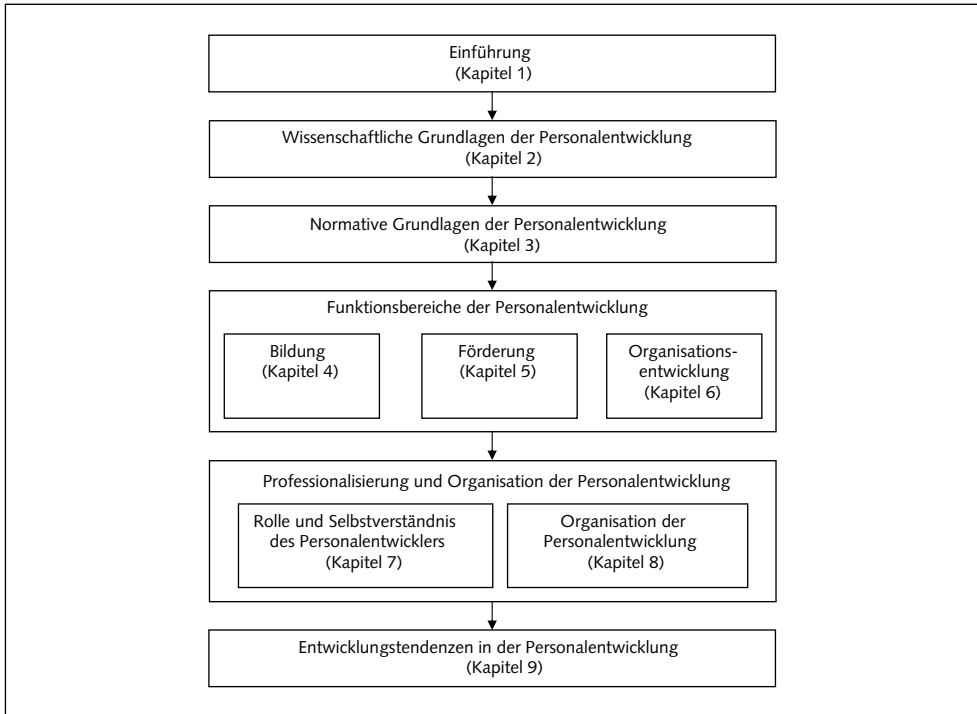 Einführung
(Kapitel 1)
Wissenschaftliche Grundlagen der Personalentwicklung
(Kapitel 2)
Normative Grundlagen der Personalentwicklung
(Kapitel 3)
Funktionsbereiche der Personalentwicklung
Bildung
(Kapitel 4)
Förderung
(Kapitel 5)
Organisations-
entwicklung
(Kapitel 6)
Professionalisierung und Organisation der Personalentwicklung
Rolle und Selbstverständnis
des Personalentwicklers
(Kapitel 7)
Organisation der
Personalentwicklung
(Kapitel 8)
Entwicklungstendenzen in der Personalentwicklung
(Kapitel 9)